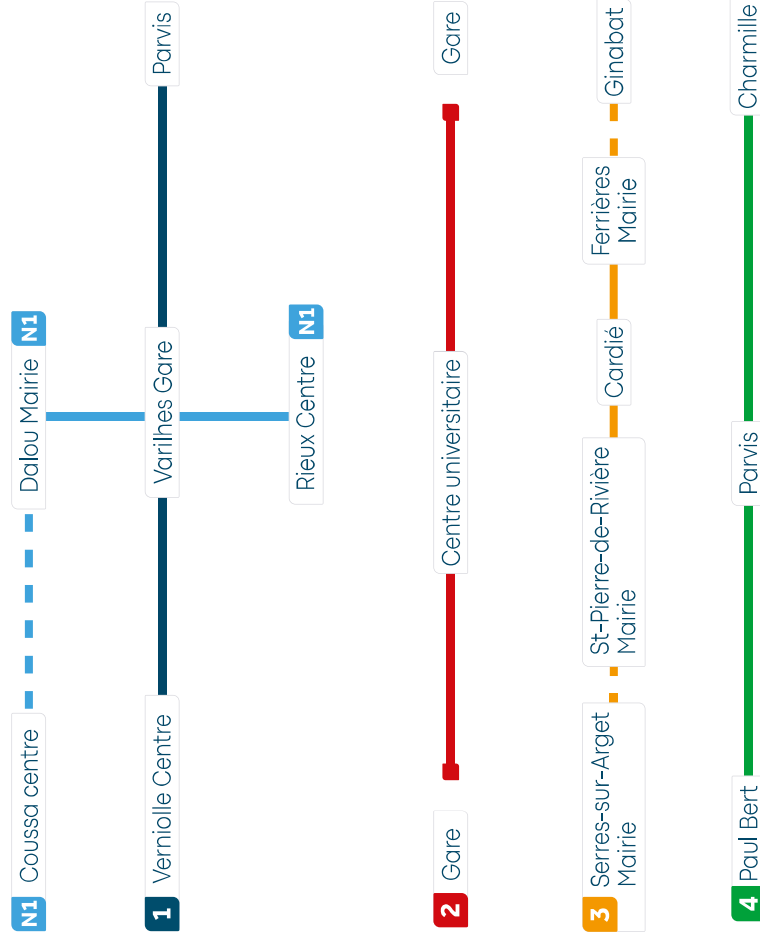 N1 Coussa centre
Dalou Mairie N1
1 Verniolle Centre
Varilhes Gare
Parvis
Rieux Centre N1
2 Gare
Centre universitaire
Gare
3 Serres-sur-Arget
Mairie
St-Pierre-de-Rivière
Mairie
Cardié
Ferrières
Mairie
Ginabat
4 Paul Bert
Parvis
Charmille